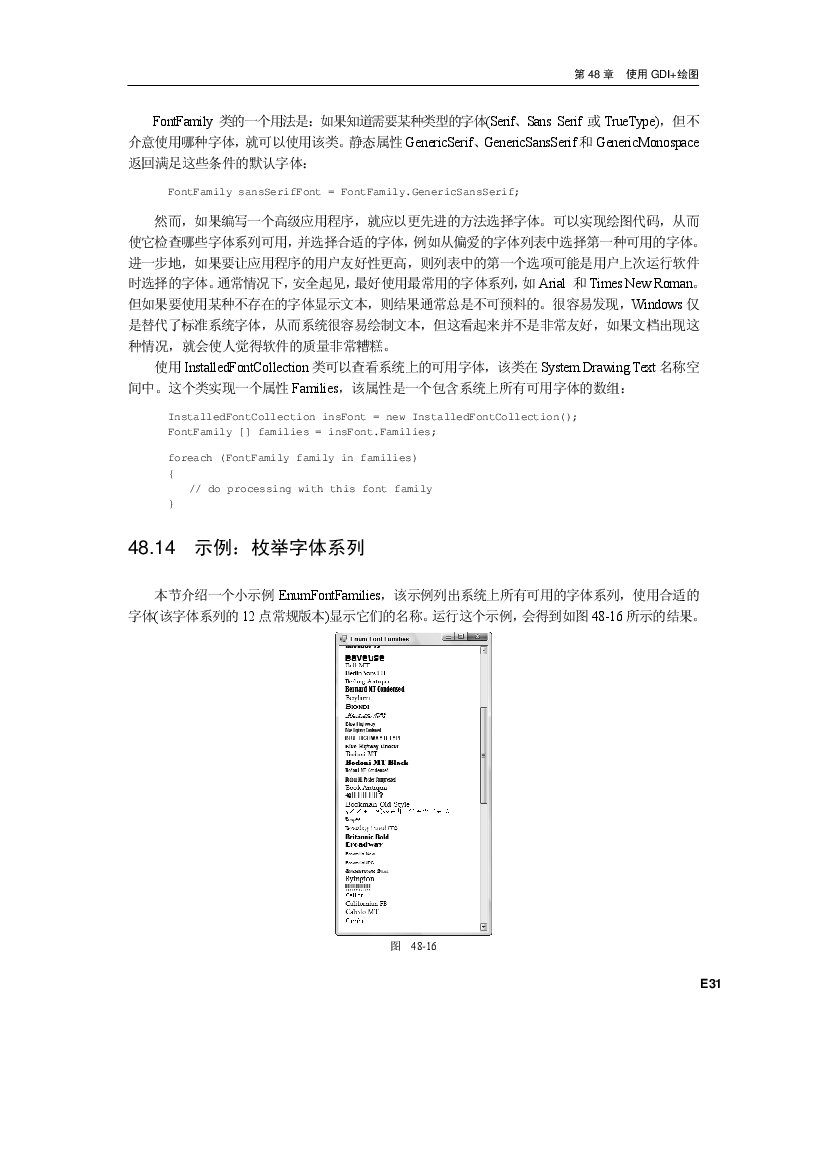 第 48 章 使用 GDI+绘图
FontFamily 类的一个用法是：如果知道需要某种类型的字体(Serif、Sans Serif 或 TrueType)，但不
介意使用哪种字体，就可以使用该类。静态属性 GenericSerif、GenericSansSerif 和 GenericMonospace
返回满足这些条件的默认字体：
FontFamily sansSerifFont = FontFamily.GenericSansSerif;
然而，如果编写一个高级应用程序，就应以更先进的方法选择字体。可以实现绘图代码，从而
使它检查哪些字体系列可用，并选择合适的字体，例如从偏爱的字体列表中选择第一种可用的字体。
进一步地，如果要让应用程序的用户友好性更高，则列表中的第一个选项可能是用户上次运行软件
时选择的字体。通常情况下，安全起见，最好使用最常用的字体系列，如 Arial 和 Times New Roman。
但如果要使用某种不存在的字体显示文本，则结果通常总是不可预料的。很容易发现，Windows 仅
是替代了标准系统字体，从而系统很容易绘制文本，但这看起来并不是非常友好，如果文档出现这
种情况，就会使人觉得软件的质量非常糟糕。
使用 InstalledFontCollection 类可以查看系统上的可用字体，该类在 System.Drawing.Text 名称空
间中。这个类实现一个属性 Families，该属性是一个包含系统上所有可用字体的数组：
InstalledFontCollection insFont = new InstalledFontCollection();
FontFamily [] families = insFont.Families;
foreach (FontFamily family in families)
{
// do processing with this font family
}
48.14 示例：枚举字体系列
本节介绍一个小示例 EnumFontFamilies，该示例列出系统上所有可用的字体系列，使用合适的
字体(该字体系列的 12 点常规版本)显示它们的名称。运行这个示例，会得到如图 48-16 所示的结果。
Enum Font Families
Baveuse
Bell MT
Berlin Sans FB
Bernard MT Condensed
Biondi
Blue Highway
Blue Highway Condensed
Bodoni MT
Bodoni MT Black
Bodoni MT Condensed
Bodoni MT Poster Compressed
Book Antiqua
Bookman Old Style
Britannic Bold
Broadway
Byington
Californian FB
Calisto MT
图 48-16
E31